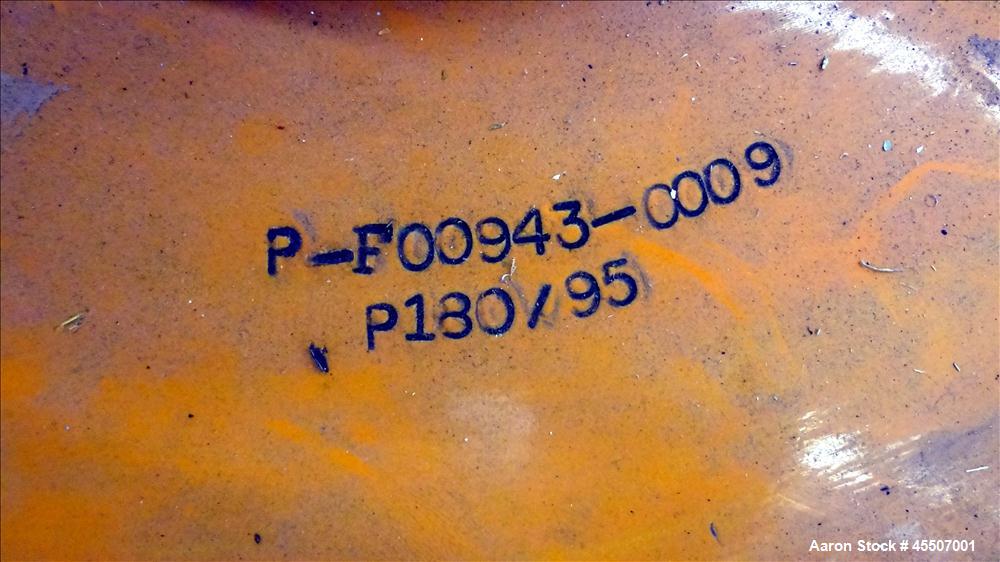 P-F00943-0009
P180/95
Aaron Stock # 45507001